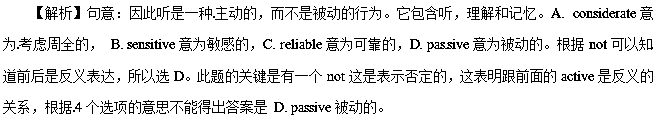 【解析】句意：因此听是一种.主动的，而不是被动的行为。它包含听，理解和记忆。A. considerate 意
为.考虑周全的， B. sensitive 意为敏感的，C. reliable 意为可靠的，D. pas.sive 意为被动的。根据 not 可以知
道前后是反义表达，所以选 D。此题的关键是有一个 not 这是表示否定的，这表明跟前面的 active 是反义的
关系，根据.4 个选项的意思不能得出答案是 D. passive 被动的。